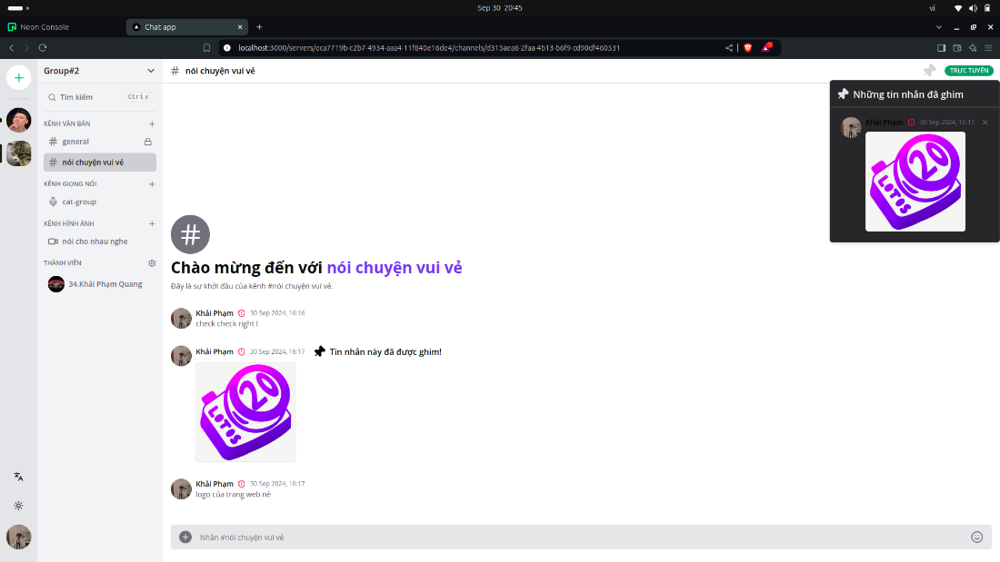 Sep 30 20:45
vi
Neon Console
Chat app
localhost:3000/servers/eca7719b-c2b7-4934-aaa4-11f840e16de4/channels/d315aea6-2faa-4b13-b6f9-cd90df460531
Group#2
nói chuyện vui vẻ
TRỰC TUYẾN
Tìm kiếm
Ctrl x
KÊNH VĂN BẢN
general
nói chuyện vui vẻ
KÊNH GIỌNG NÓI
cat-group
KÊNH HÌNH ẢNH
nói cho nhau nghe
THÀNH VIÊN
34.Khải Phạm Quang
Những tin nhắn đã ghim
Khải Phạm 30 Sep 2024, 16:17
20
LOTOS
Chào mừng đến với nói chuyện vui vẻ
Đây là sự khởi đầu của kênh #nói chuyện vui vẻ.
Khải Phạm 30 Sep 2024, 16:16
check check right !
Khải Phạm 30 Sep 2024, 16:17 Tin nhắn này đã được ghim!
20
LOTOS
Khải Phạm 30 Sep 2024, 16:17
logo của trang web nè
Nhắn #nói chuyện vui vẻ